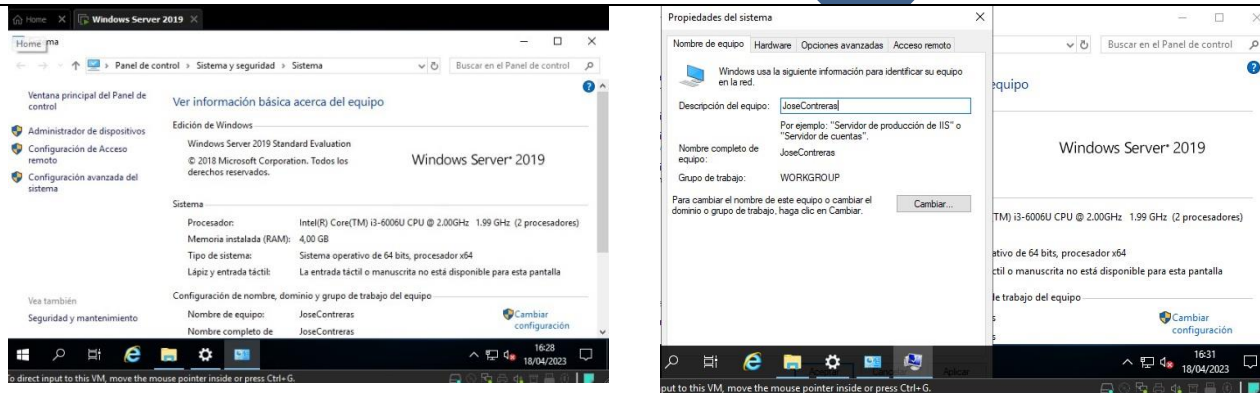 Home
Windows Server 2019
Home
ma
Panel de control > Sistema y seguridad > Sistema
Buscar en el Panel de control
Ventana principal del Panel de
control
Administrador de dispositivos
Configuración de Acceso
remoto
Configuración avanzada del
sistema
Vea también
Seguridad y mantenimiento
Ver información básica acerca del equipo
Edición de Windows
Windows Server 2019 Standard Evaluation
© 2018 Microsoft Corporation. Todos los
derechos reservados.
Windows Server 2019
Sistema
Procesador: Intel(R) Core(TM) i3-6006U CPU @ 2.00GHz 1.99 GHz (2 procesadores)
Memoria instalada (RAM): 4,00 GB
Tipo de sistema: Sistema operativo de 64 bits, procesador x64
Lápiz y entrada táctil: La entrada táctil o manuscrita no está disponible para esta pantalla
Configuración de nombre, dominio y grupo de trabajo del equipo
Nombre de equipo: JoseContreras
Nombre completo de JoseContreras
Cambiar
configuración
16:28
18/04/2023
o direct input to this VM, move the mouse pointer inside or press Ctrl+G.
Propiedades del sistema
Nombre de equipo Hardware Opciones avanzadas Acceso remoto
Windows usa la siguiente información para identificar su equipo
en la red.
Descripción del equipo: JoseContreras
Por ejemplo: "Servidor de producción de IIS" o
"Servidor de cuentas".
Nombre completo de
equipo: JoseContreras
Grupo de trabajo: WORKGROUP
Para cambiar el nombre de este equipo o cambiar el
dominio o grupo de trabajo, haga clic en Cambiar.
Cambiar...
Buscar en el Panel de control
equipo
Windows Server 2019
TM) i3-6006U CPU @ 2.00GHz 1.99 GHz (2 procesadores)
ativo de 64 bits, procesador x64
ctil o manuscrita no está disponible para esta pantalla
le trabajo del equipo
s
Cambiar
configuración
s
Aplicar
16:31
18/04/2023
put to this VM, move the mouse pointer inside or press Ctrl+G.